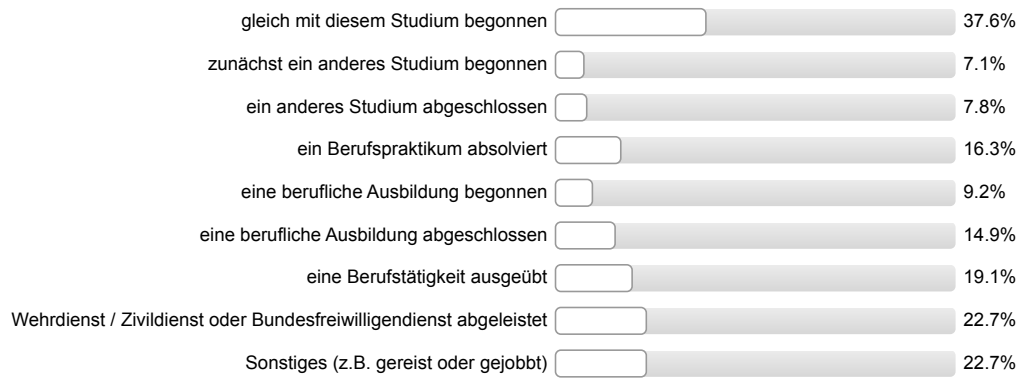 gleich mit diesem Studium begonnen 37.6%
zunächst ein anderes Studium begonnen 7.1%
ein anderes Studium abgeschlossen 7.8%
ein Berufspraktikum absolviert 16.3%
eine berufliche Ausbildung begonnen 9.2%
eine berufliche Ausbildung abgeschlossen 14.9%
eine Berufstätigkeit ausgeübt 19.1%
Wehrdienst / Zivildienst oder Bundesfreiwilligendienst abgeleistet 22.7%
Sonstiges (z.B. gereist oder gejobbt) 22.7%